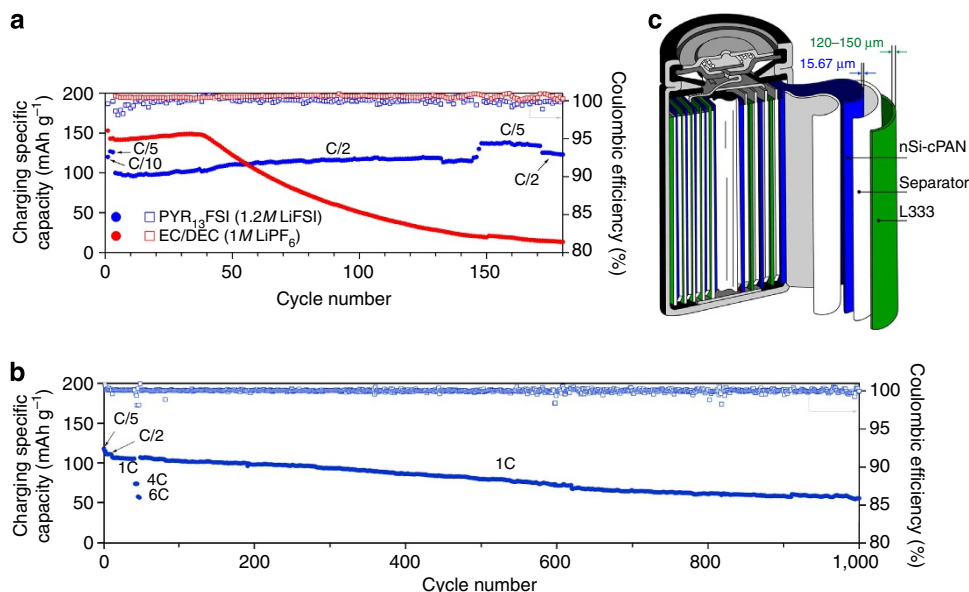 a
200
150
100
50
0
Charging specific
capacity (mAh g⁻¹)
C/5
C/10
C/2
C/5
C/2
PYR₁₃FSI (1.2M LiFSI)
EC/DEC (1M LiPF₆)
100
95
90
85
80
Coulombic efficiency
(%)
0
50
100
150
Cycle number
c
120–150 µm
15.67 µm
nSi-cPAN
Separator
L333
b
200
150
100
50
0
Charging specific
capacity (mAh g⁻¹)
C/5
C/2
1C
4C
6C
1C
100
95
90
85
80
Coulombic efficiency
(%)
0
200
400
600
800
1,000
Cycle number